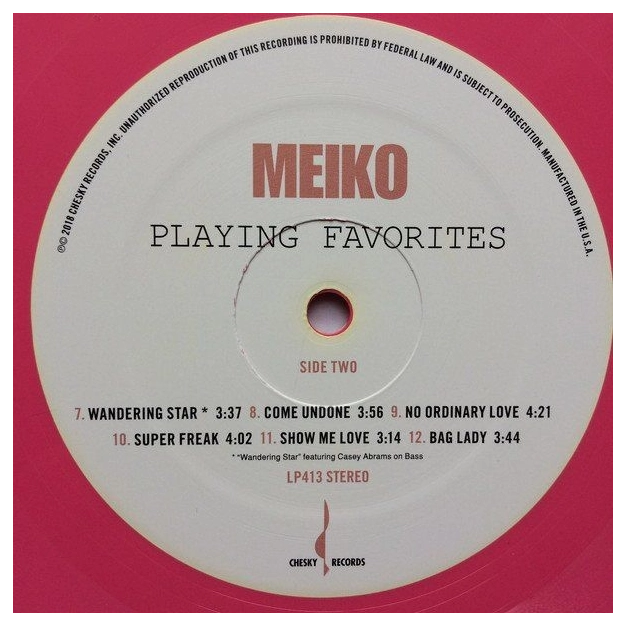 ℗© 2018 CHESKY RECORDS, INC. UNAUTHORIZED REPRODUCTION OF THIS RECORDING IS PROHIBITED BY FEDERAL LAW AND IS SUBJECT TO PROSECUTION. MANUFACTURED IN THE U.S.A.
MEIKO
PLAYING FAVORITES
SIDE TWO
7. WANDERING STAR * 3:37 8. COME UNDONE 3:56 9. NO ORDINARY LOVE 4:21
10. SUPER FREAK 4:02 11. SHOW ME LOVE 3:14 12. BAG LADY 3:44
* "Wandering Star" featuring Casey Abrams on Bass
LP413 STEREO
CHESKY RECORDS